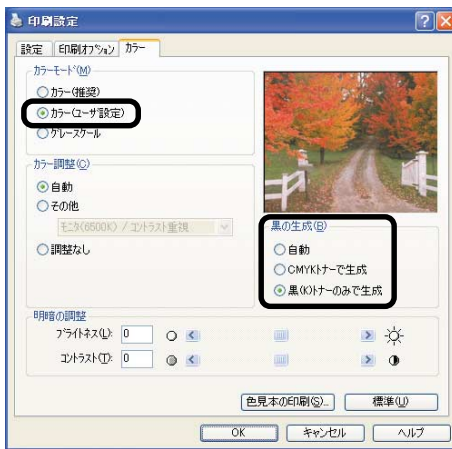 印刷設定
設定 印刷オプション カラー
カラーモード(M)
カラー(推奨)
カラー(ユーザ設定)
グレースケール
カラー調整(C)
自動
その他
モニタ(6500K) / コントラスト重視
調整なし
黒の生成(B)
自動
CMYKトナーで生成
黒(K)トナーのみで生成
明暗の調整
ブライトネス(L): 0
コントラスト(T): 0
色見本の印刷(S)... 標準(U)
OK キャンセル ヘルプ